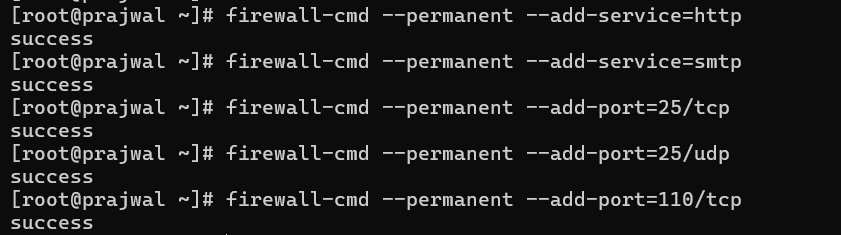 [root@prajwal ~]# firewall-cmd --permanent --add-service=http
success
[root@prajwal ~]# firewall-cmd --permanent --add-service=smtp
success
[root@prajwal ~]# firewall-cmd --permanent --add-port=25/tcp
success
[root@prajwal ~]# firewall-cmd --permanent --add-port=25/udp
success
[root@prajwal ~]# firewall-cmd --permanent --add-port=110/tcp
success